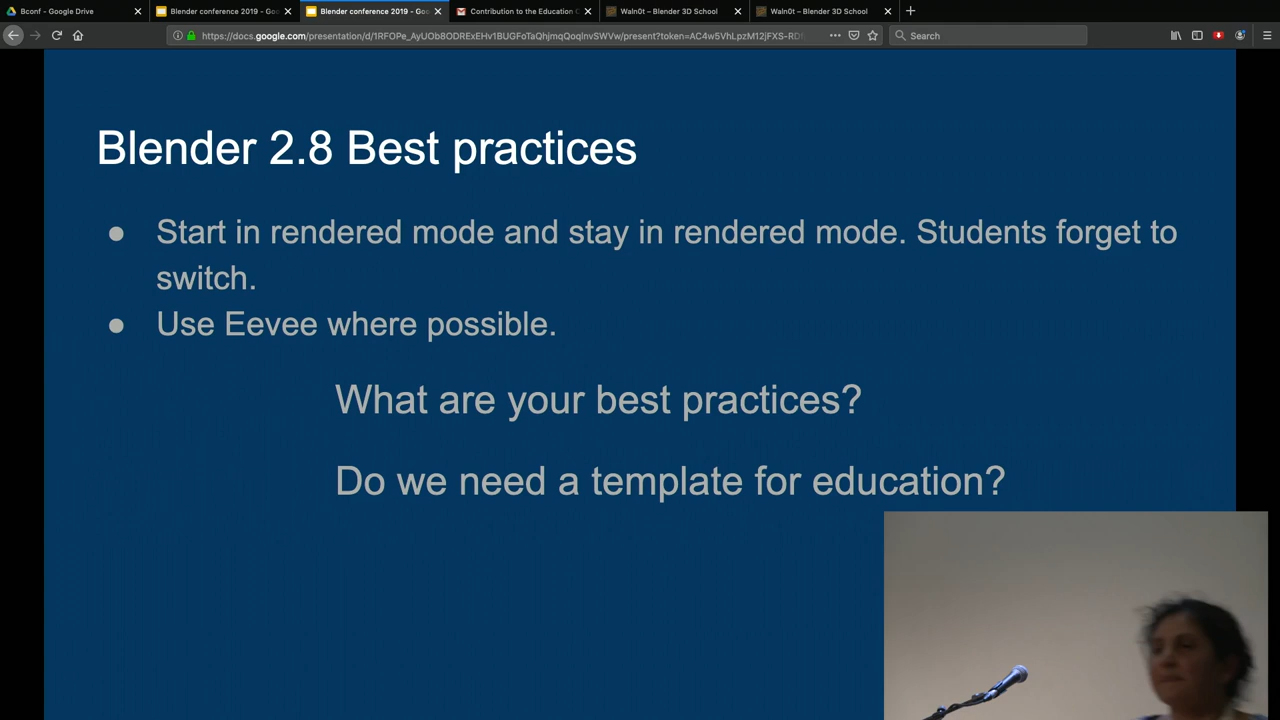 Bconf - Google Drive
Blender conference 2019 - Goo
Blender conference 2019 - Goo
Contribution to the Education C
Waln0t – Blender 3D School
Waln0t – Blender 3D School
Search
Blender 2.8 Best practices
● Start in rendered mode and stay in rendered mode. Students forget to
switch.
● Use Eevee where possible.
What are your best practices?
Do we need a template for education?